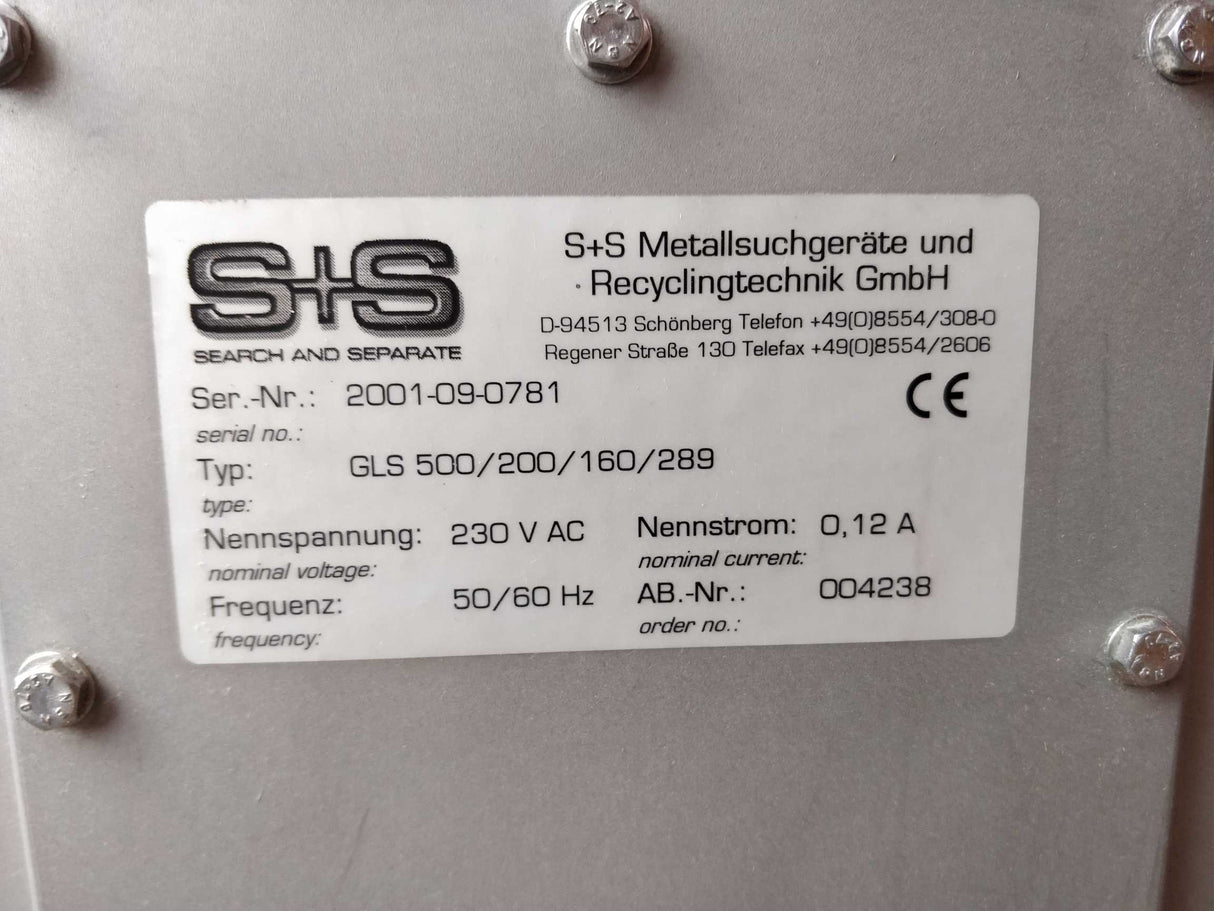 S+S
SEARCH AND SEPARATE
S+S Metallsuchgeräte und
Recyclingtechnik GmbH
D-94513 Schönberg Telefon +49(0)8554/308-0
Regener Straße 130 Telefax +49(0)8554/2606
CE
Ser.-Nr.: 2001-09-0781
serial no.:
Typ: GLS 500/200/160/289
type:
Nennspannung: 230 V AC Nennstrom: 0,12 A
nominal voltage: nominal current:
Frequenz: 50/60 Hz AB.-Nr.: 004238
frequency: order no.:
A2-70